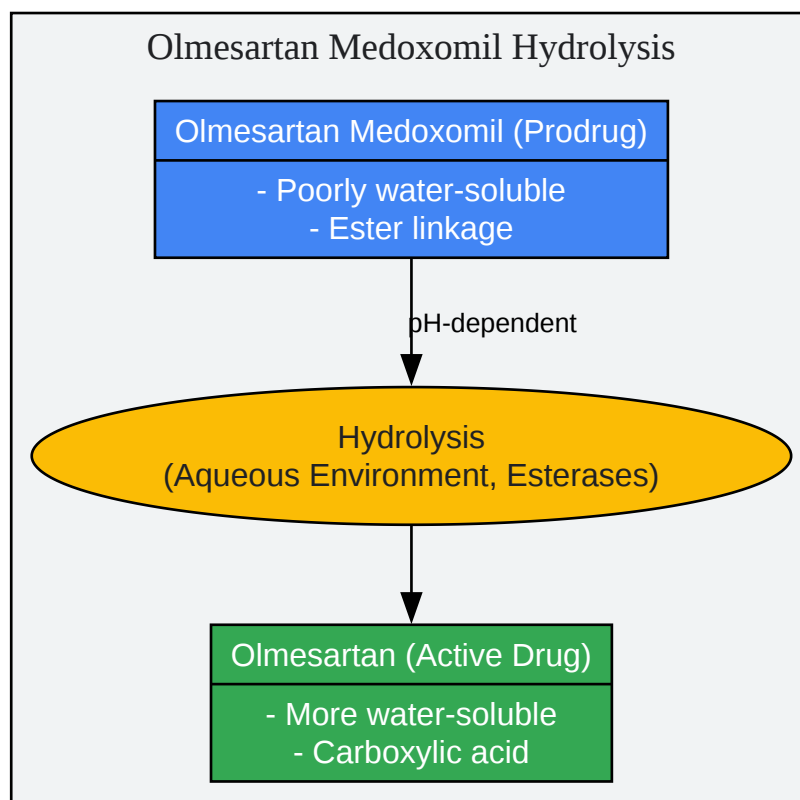 Olmesartan Medoxomil Hydrolysis
Olmesartan Medoxomil (Prodrug)
- Poorly water-soluble
- Ester linkage
pH-dependent
Hydrolysis
(Aqueous Environment, Esterases)
Olmesartan (Active Drug)
- More water-soluble
- Carboxylic acid